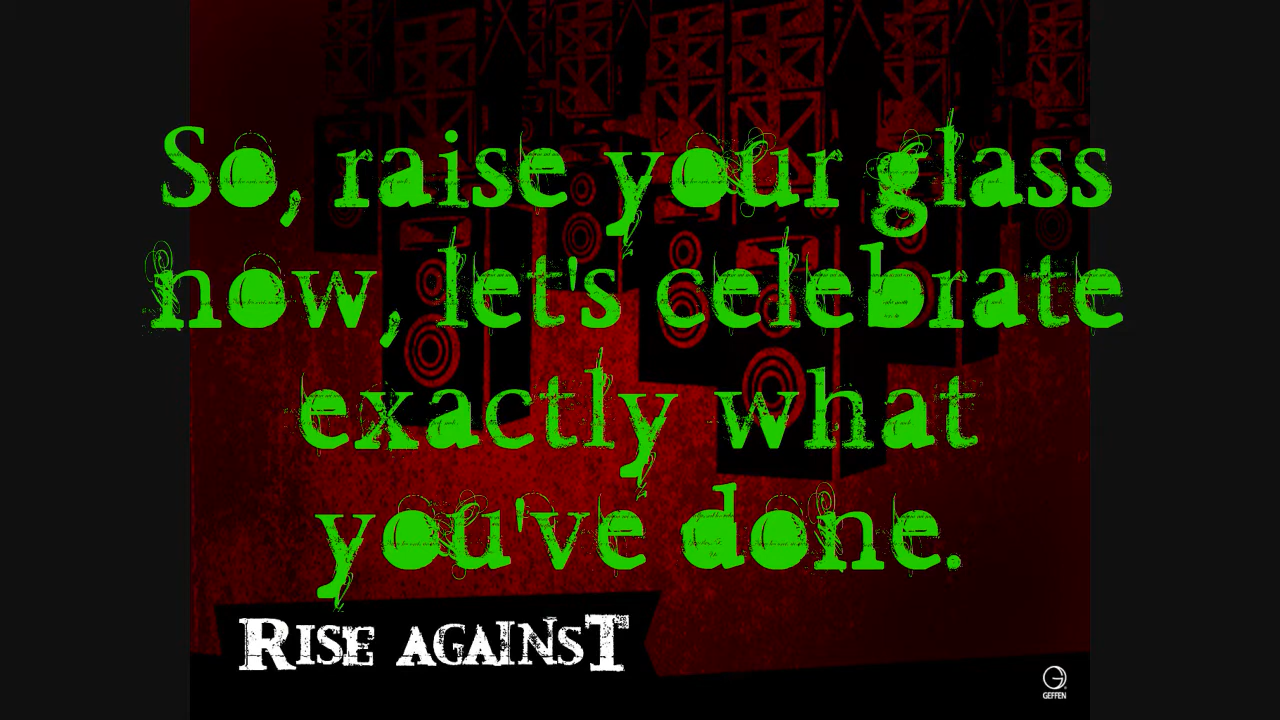 So, raise your glass
now, let's celebrate
exactly what
you've done.
RISE AGAINST
GEFFEN